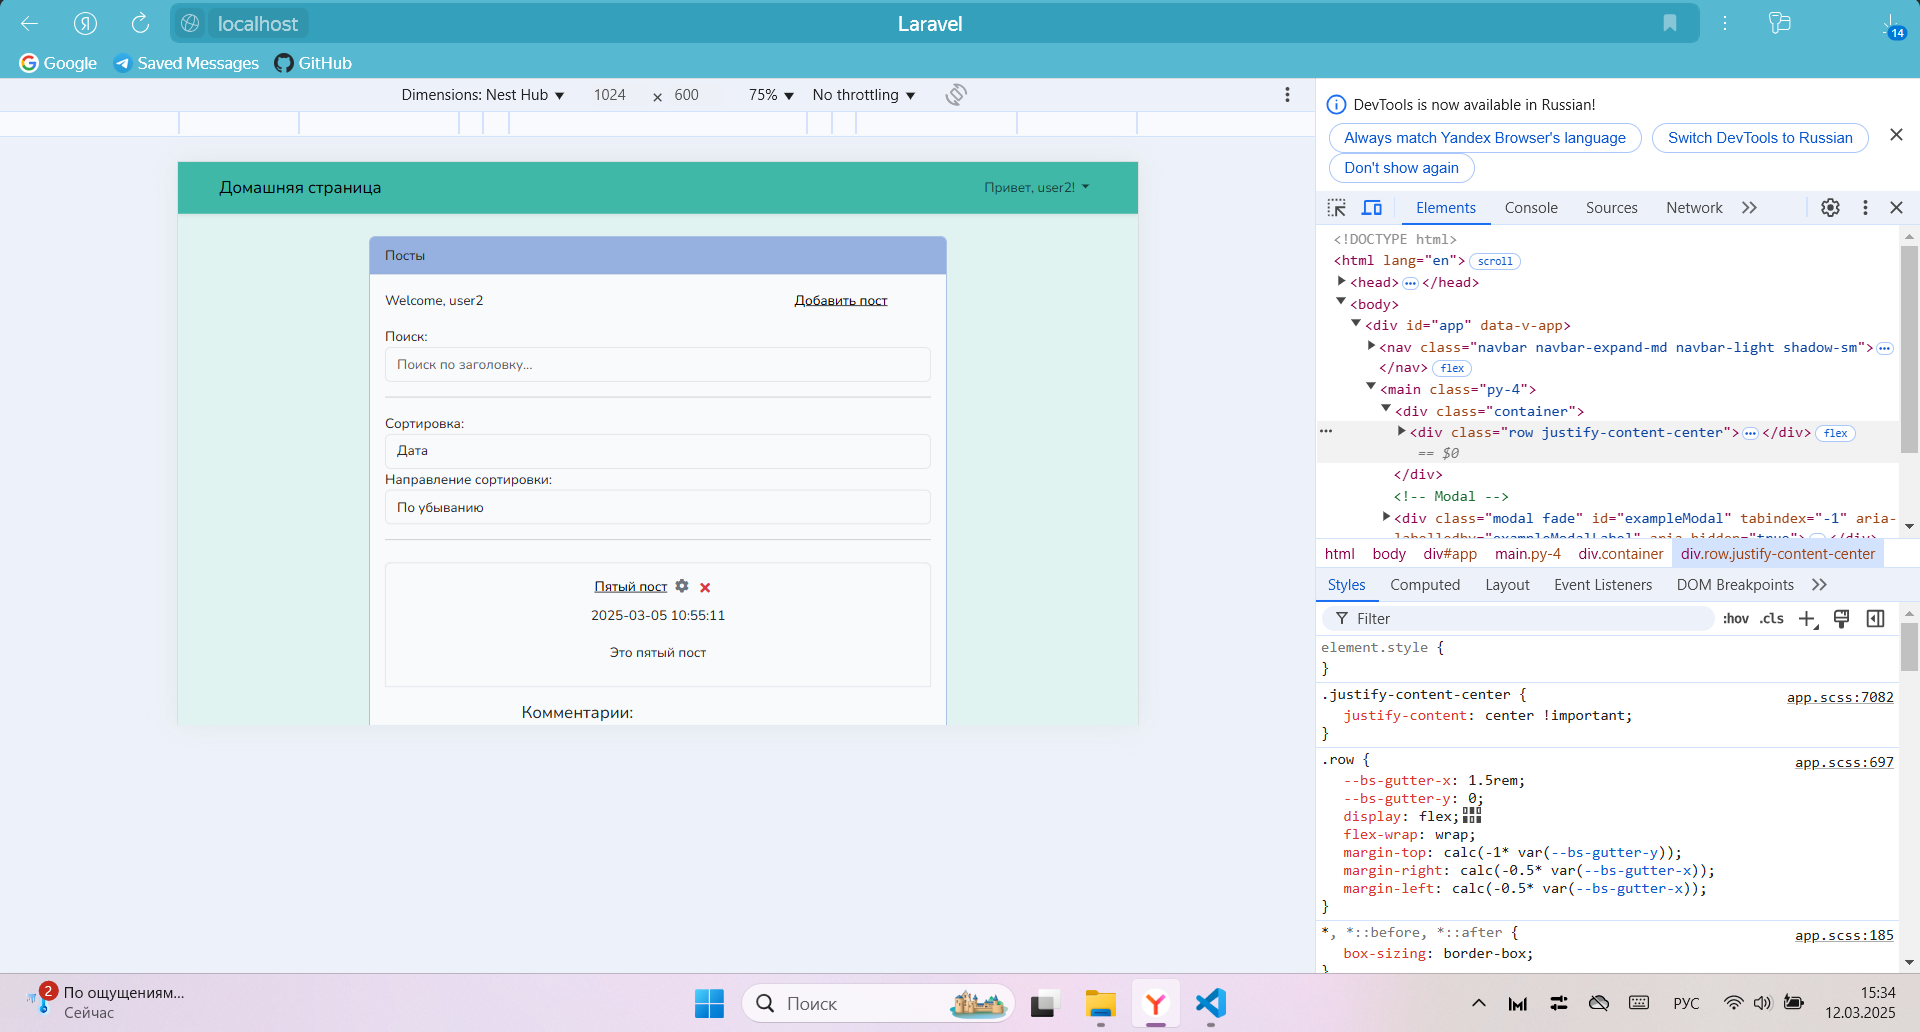 Я localhost Laravel 14
Google Saved Messages GitHub
Dimensions: Nest Hub 1024 × 600 75% No throttling
Домашняя страница Привет, user2!
Посты
Welcome, user2 Добавить пост
Поиск:
Поиск по заголовку...
Сортировка:
Дата
Направление сортировки:
По убыванию
Пятый пост
2025-03-05 10:55:11
Это пятый пост
Комментарии:
DevTools is now available in Russian!
Always match Yandex Browser's language Switch DevTools to Russian
Don't show again
Elements Console Sources Network
<!DOCTYPE html>
<html lang="en"> scroll
<head> … </head>
<body>
<div id="app" data-v-app>
<nav class="navbar navbar-expand-md navbar-light shadow-sm"> …
</nav> flex
<main class="py-4">
<div class="container">
<div class="row justify-content-center"> … </div> flex
== $0
</div>
<!-- Modal -->
<div class="modal fade" id="exampleModal" tabindex="-1" aria-
labelledby="exampleModalLabel" aria-hidden="true"> … </div>
html body div#app main.py-4 div.container div.row.justify-content-center
Styles Computed Layout Event Listeners DOM Breakpoints
Filter :hov .cls
element.style {
}
.justify-content-center { app.scss:7082
justify-content: center !important;
}
.row { app.scss:697
--bs-gutter-x: 1.5rem;
--bs-gutter-y: 0;
display: flex;
flex-wrap: wrap;
margin-top: calc(-1* var(--bs-gutter-y));
margin-right: calc(-0.5* var(--bs-gutter-x));
margin-left: calc(-0.5* var(--bs-gutter-x));
}
*, *::before, *::after { app.scss:185
box-sizing: border-box;
}
2 По ощущениям...
Сейчас
Поиск
РУС
15:34
12.03.2025